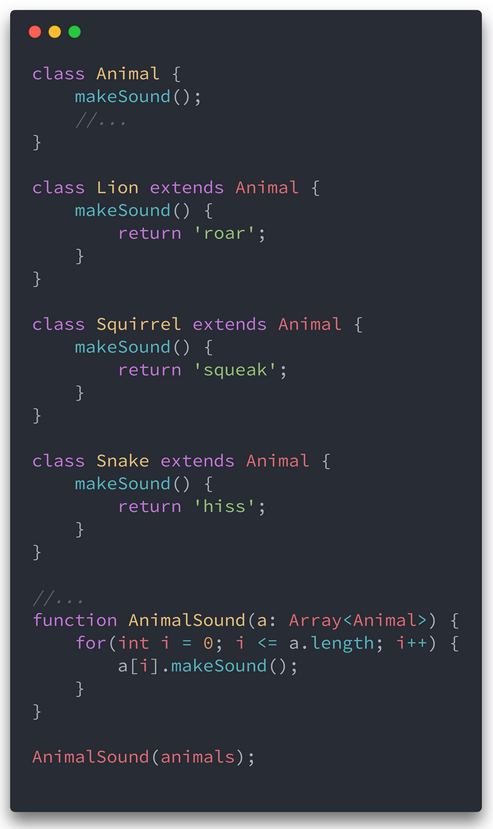 class Animal {
    makeSound();
    //...
}

class Lion extends Animal {
    makeSound() {
        return 'roar';
    }
}

class Squirrel extends Animal {
    makeSound() {
        return 'squeak';
    }
}

class Snake extends Animal {
    makeSound() {
        return 'hiss';
    }
}

//...
function AnimalSound(a: Array<Animal>) {
    for(int i = 0; i <= a.length; i++) {
        a[i].makeSound();
    }
}

AnimalSound(animals);